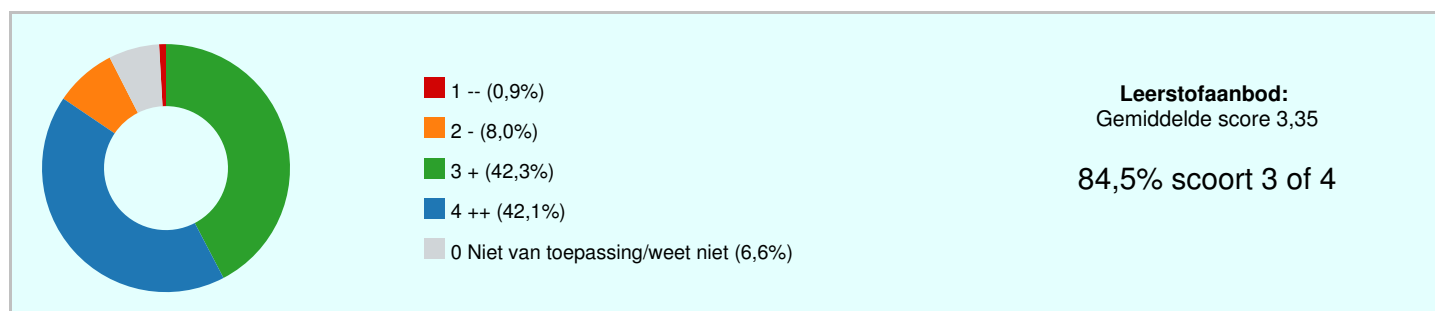 1 -- (0,9%)
2 - (8,0%)
3 + (42,3%)
4 ++ (42,1%)
0 Niet van toepassing/weet niet (6,6%)
Leerstofaanbod:
Gemiddelde score 3,35
84,5% scoort 3 of 4